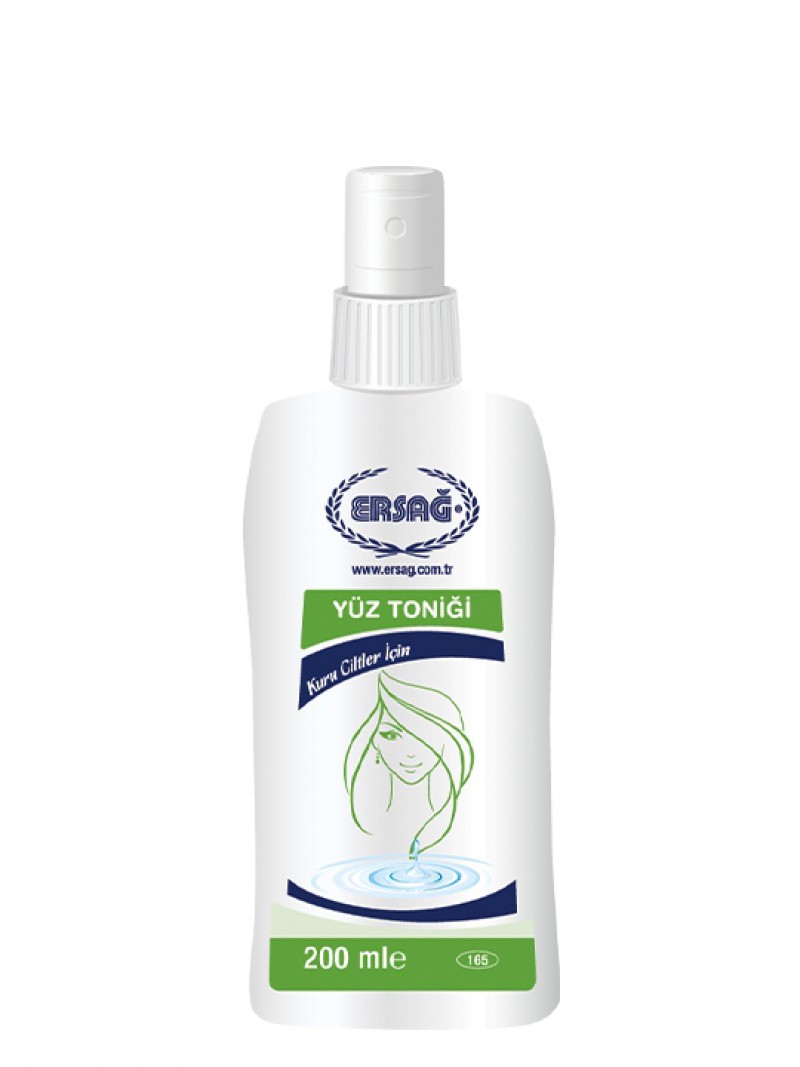 ERSAĞ
www.ersag.com.tr
YÜZ TONİĞİ
Kuru Ciltler İçin
200 ml e
165